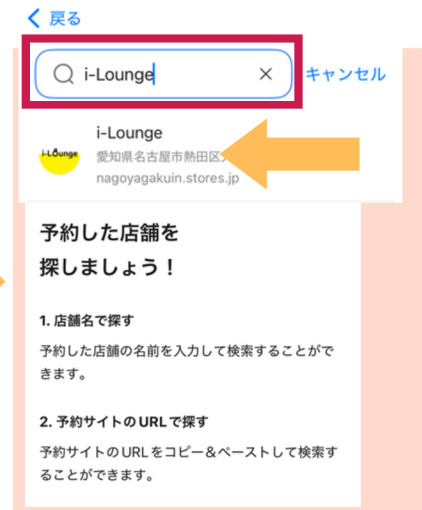 戻る
i-Lounge
キャンセル
i-Lounge
i-LOunge
愛知県名古屋市熱田区
nagoyagakuin.stores.jp
予約した店舗を
探しましょう！
1. 店舗名で探す
予約した店舗の名前を入力して検索することがで
きます。
2. 予約サイトのURLで探す
予約サイトのURLをコピー&ペーストして検索す
ることができます。